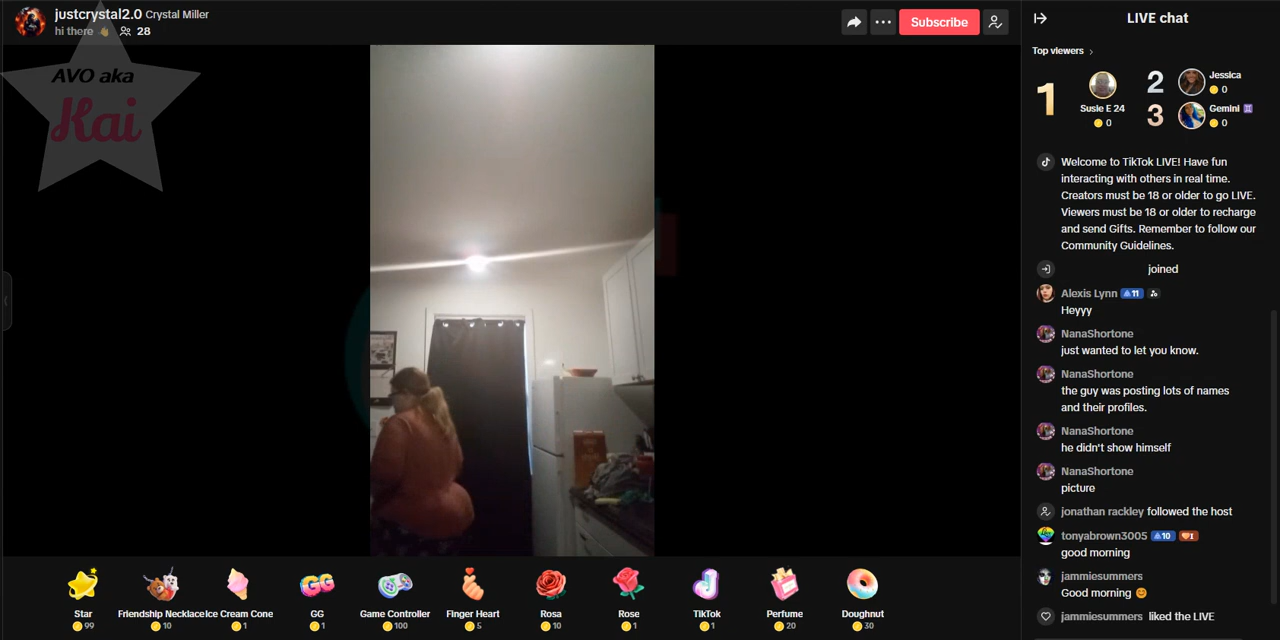 justcrystal2.0 Crystal Miller
hi there 👋 28
Subscribe
AVO aka
Kai
LIVE chat
Top viewers
1 Susie E 24 0
2 Jessica 0
3 Gemini ♊ 0
Welcome to TikTok LIVE! Have fun
interacting with others in real time.
Creators must be 18 or older to go LIVE.
Viewers must be 18 or older to recharge
and send Gifts. Remember to follow our
Community Guidelines.
joined
Alexis Lynn 11
Heyyy
NanaShortone
just wanted to let you know.
NanaShortone
the guy was posting lots of names
and their profiles.
NanaShortone
he didn't show himself
NanaShortone
picture
jonathan rackley followed the host
tonyabrown3005 10 I
good morning
jammiesummers
Good morning 😊
jammiesummers liked the LIVE
GG
Star Friendship Necklace Ice Cream Cone GG Game Controller Finger Heart Rosa Rose TikTok Perfume Doughnut
99 10 1 1 100 5 10 1 1 20 30